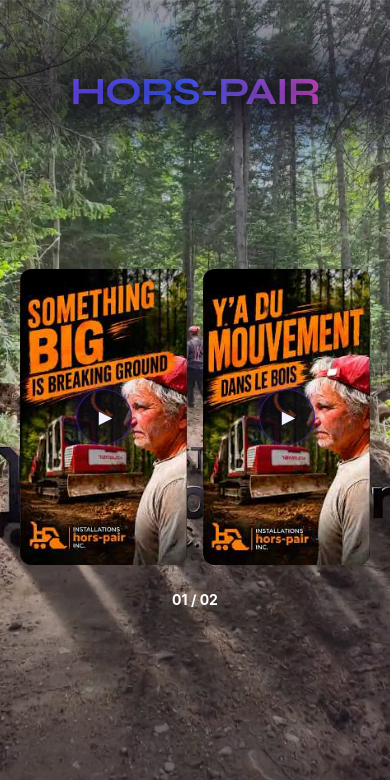 HORS-PAIR
SOMETHING
BIG
IS BREAKING GROUND
INSTALLATIONS
hors-pair
INC.
Y'A DU
MOUVEMENT
DANS LE BOIS
INSTALLATIONS
hors-pair
INC.
01 / 02